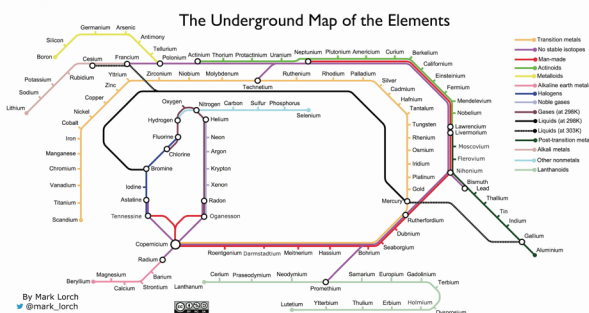 The Underground Map of the Elements
Germanium Arsenic
Silicon
Antimony
Boron
Tellurium
Cesium Francium Polonium
Actinium Thorium Protactinium Uranium Neptunium Plutonium Americium Curium Berkelium
Californium
Einsteinium
Fermium
Mendelevium
Nobelium
Lawrencium
Livermorium
Moscovium
Flerovium
Nihonium
Bismuth
Lead
Thallium
Tin
Indium
Gallium
Aluminium
Potassium Rubidium
Sodium
Lithium
Yttrium Zirconium Niobium Molybdenum Technetium Ruthenium Rhodium Palladium Silver
Zinc
Copper
Nickel
Cobalt
Iron
Manganese
Chromium
Vanadium
Titanium
Scandium
Cadmium
Hafnium
Tantalum
Tungsten
Rhenium
Osmium
Iridium
Platinum
Gold
Mercury
Rutherfordium
Dubnium
Seaborgium
Oxygen
Nitrogen Carbon Sulfur Phosphorus
Selenium
Hydrogen
Helium
Fluorine
Neon
Chlorine
Argon
Bromine
Krypton
Iodine
Xenon
Astatine
Radon
Tennessine
Oganesson
Copernicium
Roentgenium Darmstadtium Meitnerium Hassium Bohrium
Radium
Barium
Magnesium
Beryllium
Calcium Strontium
Lanthanum
Cerium Praseodymium Neodymium
Promethium
Samarium Europium Gadolinium
Terbium
Dysprosium
Holmium
Erbium
Thulium
Ytterbium
Lutetium
Transition metals
No stable isotopes
Man-made
Actinoids
Metalloids
Alkaline earth metals
Halogens
Noble gases
Gases (at 298K)
Liquids (at 298K)
Liquids (at 303K)
Post-transition metals
Alkali metals
Other nonmetals
Lanthanoids
By Mark Lorch
@mark_lorch